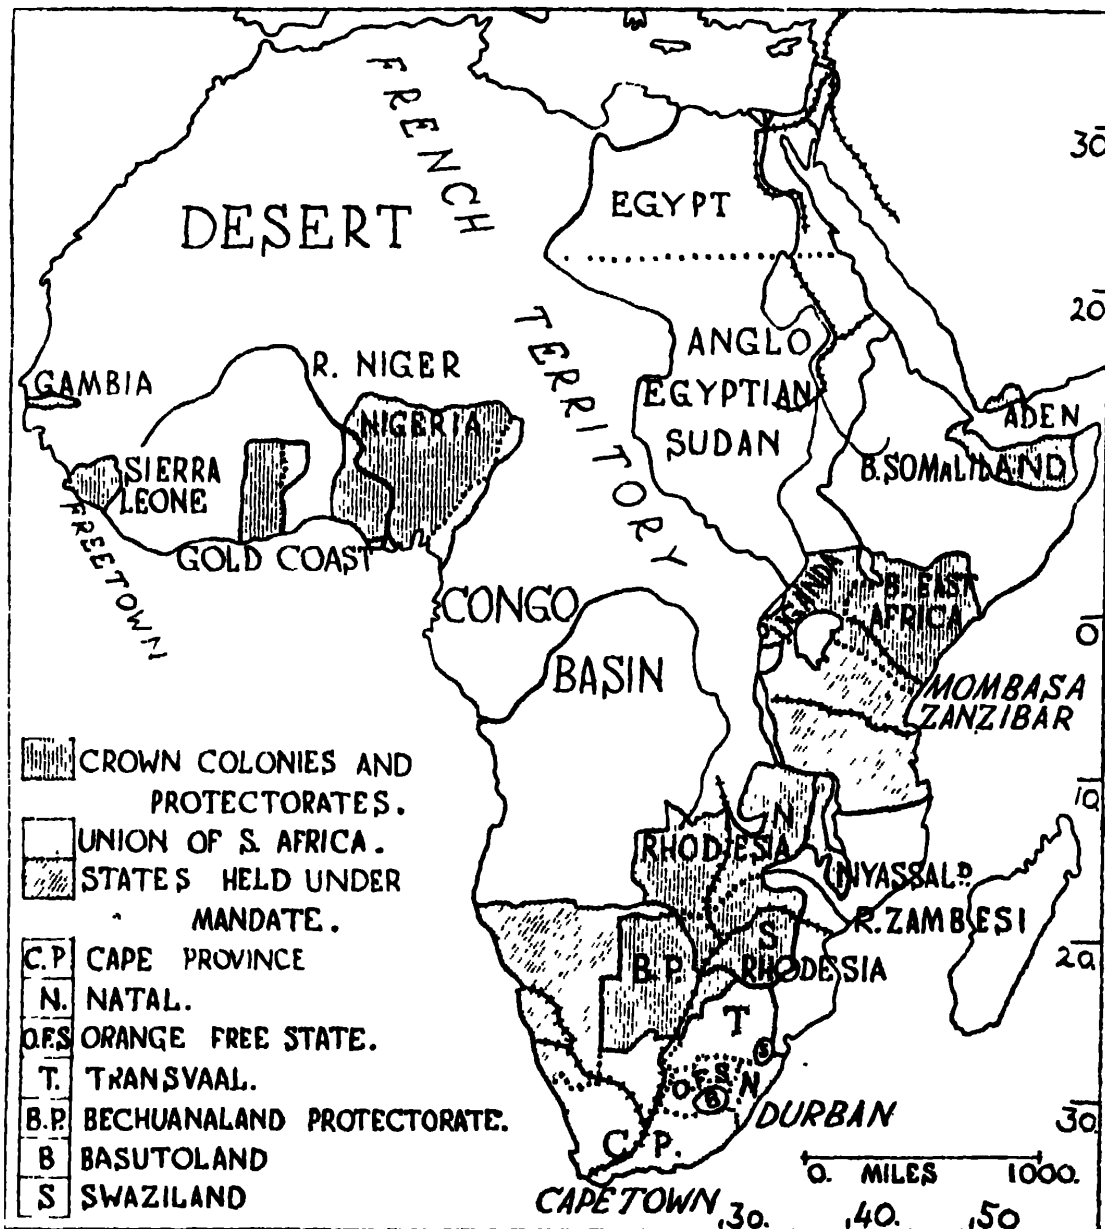 FRENCH
30
EGYPT
DESERT
20
TERRITORY
ANGLO
EGYPTIAN
SUDAN
R. NIGER
GAMBIA
NIGERIA
ADEN
SIERRA
LEONE
B. SOMALILAND
FREETOWN
GOLD COAST
UGANDA
B. EAST
AFRICA
CONGO
BASIN
0
MOMBASA
ZANZIBAR
CROWN COLONIES AND
PROTECTORATES.
10
N
RHODESIA
UNION OF S. AFRICA.
STATES HELD UNDER
MANDATE.
NYASSALD.
R. ZAMBESI
S
RHODESIA
20
B.P.
C.P CAPE PROVINCE
N. NATAL.
O.F.S ORANGE FREE STATE.
T. TRANSVAAL.
B.P. BECHUANALAND PROTECTORATE.
B BASUTOLAND
S SWAZILAND
T
S
O.F.S
N
B
DURBAN
30
C.P.
0. MILES 1000.
CAPETOWN
30. 40. 50